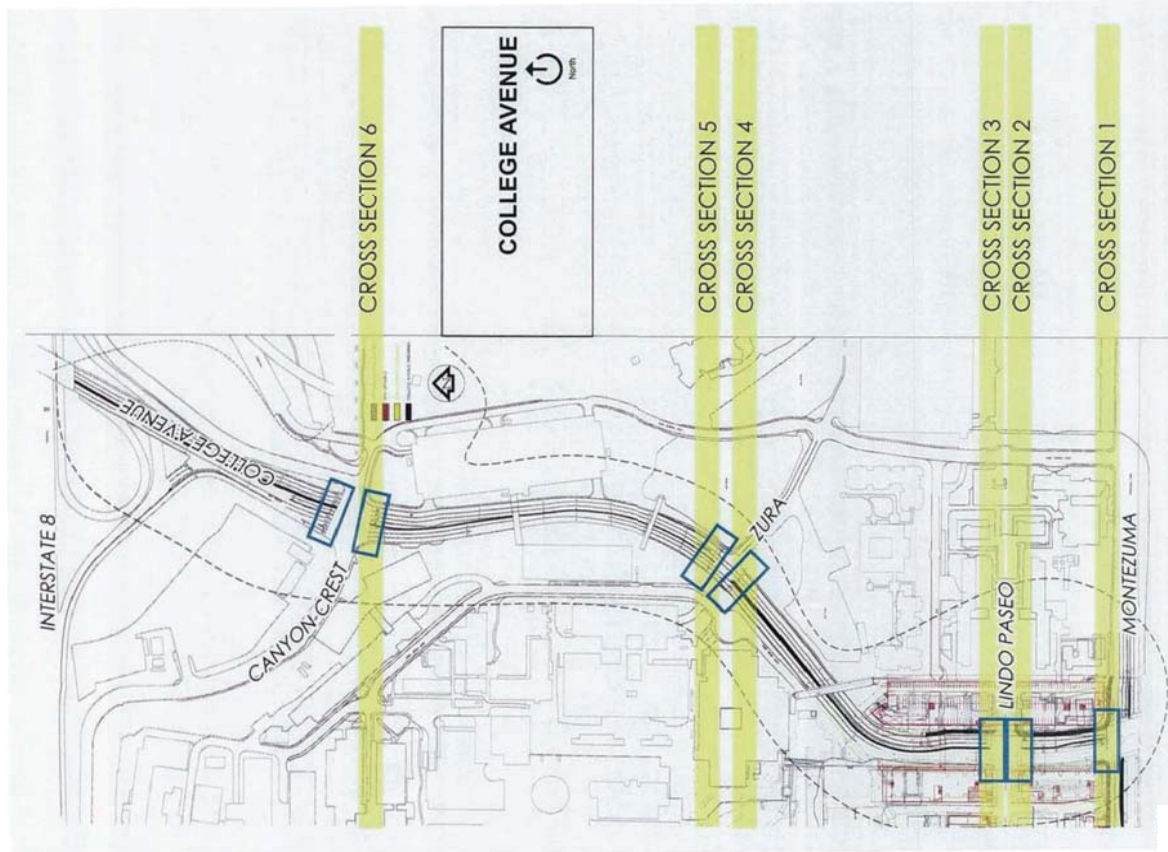 COLLEGE AVENUE
North
CROSS SECTION 6
CROSS SECTION 5
CROSS SECTION 4
CROSS SECTION 3
CROSS SECTION 2
CROSS SECTION 1
INTERSTATE 8
COLLEGE AVENUE
CANYON CREST
ZURA
LINDO PASEO
MONTEZUMA